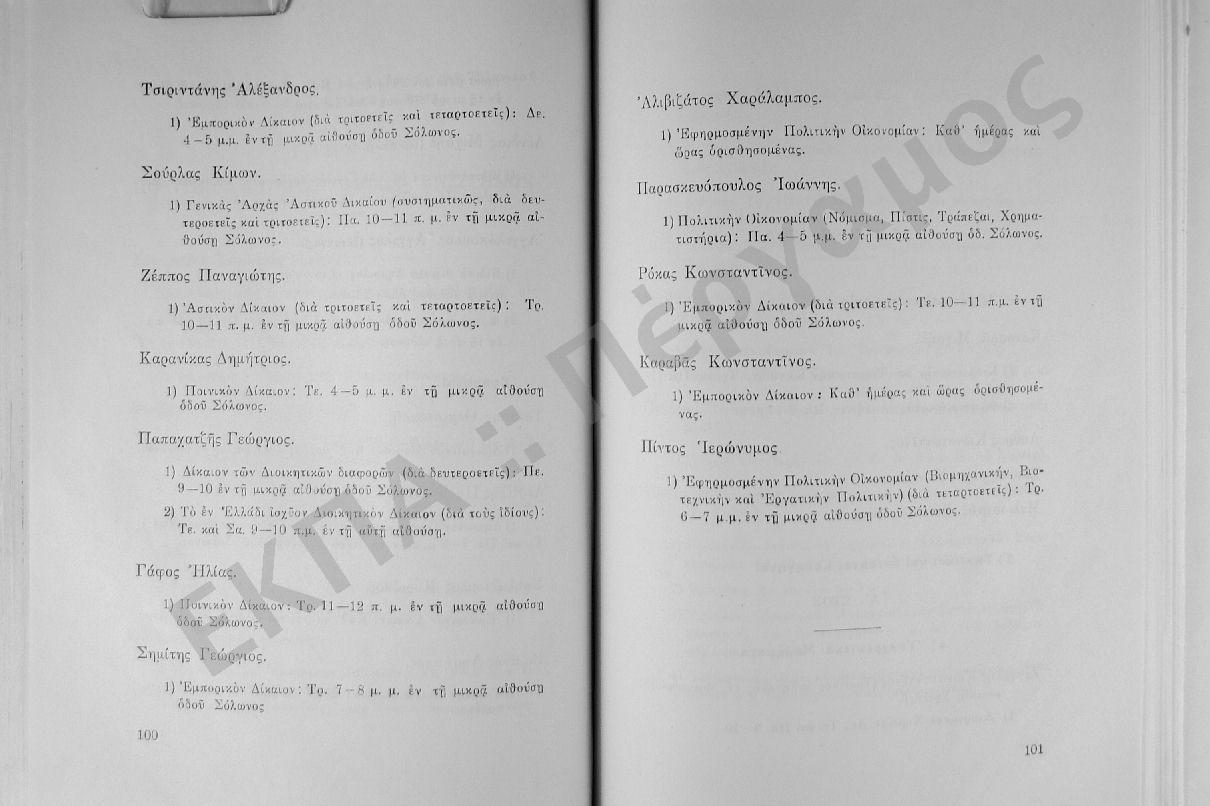 Τσιριντάνης Ἀλέξανδρος.
1) Ἐμπορικὸν Δίκαιον (διὰ τριτοετεῖς καὶ τεταρτοετεῖς): Δε.
4—5 μ.μ. ἐν τῇ μικρᾷ αἰθούσῃ ὁδοῦ Σόλωνος.
Σούρλας Κίμων.
1) Γενικὰς Ἀρχὰς Ἀστικοῦ Δικαίου (συστηματικῶς, διὰ δευ-
τεροετεῖς καὶ τριτοετεῖς): Πα. 10—11 π. μ. ἐν τῇ μικρᾷ αἰ-
θούσῃ Σόλωνος.
Ζέππος Παναγιώτης.
1) Ἀστικὸν Δίκαιον (διὰ τριτοετεῖς καὶ τεταρτοετεῖς): Τρ.
10—11 π. μ. ἐν τῇ μικρᾷ αἰθούσῃ ὁδοῦ Σόλωνος.
Καρανίκας Δημήτριος.
1) Ποινικὸν Δίκαιον: Τε. 4—5 μ. μ. ἐν τῇ μικρᾷ αἰθούσῃ
ὁδοῦ Σόλωνος.
Παπαχατζῆς Γεώργιος.
1) Δίκαιον τῶν Διοικητικῶν διαφορῶν (διὰ δευτεροετεῖς): Πε.
9—10 ἐν τῇ μικρᾷ αἰθούσῃ ὁδοῦ Σόλωνος.
2) Τὸ ἐν Ἑλλάδι ἰσχῦον Διοικητικὸν Δίκαιον (διὰ τοὺς ἰδίους):
Τε. καὶ Σα. 9—10 π.μ. ἐν τῇ αὐτῇ αἰθούσῃ.
Γάφος Ἠλίας.
1) Ποινικὸν Δίκαιον: Τρ. 11—12 π. μ. ἐν τῇ μικρᾷ αἰθούσῃ
ὁδοῦ Σόλωνος.
Σημίτης Γεώργιος.
1) Ἐμπορικὸν Δίκαιον: Τρ. 7—8 μ. μ. ἐν τῇ μικρᾷ αἰθούσῃ
ὁδοῦ Σόλωνος
100
Ἀλιβιζᾶτος Χαράλαμπος.
1) Ἐφηρμοσμένην Πολιτικὴν Οἰκονομίαν: Καθ' ἡμέρας καὶ
ὥρας ὁρισθησομένας.
Παρασκευόπουλος Ἰωάννης.
1) Πολιτικὴν Οἰκονομίαν (Νόμισμα, Πίστις, Τράπεζαι, Χρημα-
τιστήρια): Πα. 4—5 μ.μ. ἐν τῇ μικρᾷ αἰθούσῃ ὁδ. Σόλωνος.
Ρόκας Κωνσταντῖνος.
1) Ἐμπορικὸν Δίκαιον (διὰ τριτοετεῖς): Τε. 10—11 π.μ. ἐν τῇ
μικρᾷ αἰθούσῃ ὁδοῦ Σόλωνος.
Καραβᾶς Κωνσταντῖνος.
1) Ἐμπορικὸν Δίκαιον: Καθ' ἡμέρας καὶ ὥρας ὁρισθησομέ-
νας.
Πίντος Ἱερώνυμος
1) Ἐφηρμοσμένην Πολιτικὴν Οἰκονομίαν (Βιομηχανικήν, Βιο-
τεχνικὴν καὶ Ἐργατικὴν Πολιτικὴν) (διὰ τεταρτοετεῖς): Τρ.
6—7 μ.μ. ἐν τῇ μικρᾷ αἰθούσῃ ὁδοῦ Σόλωνος.
101
ΕΚΠΑ :: Πέργαμος